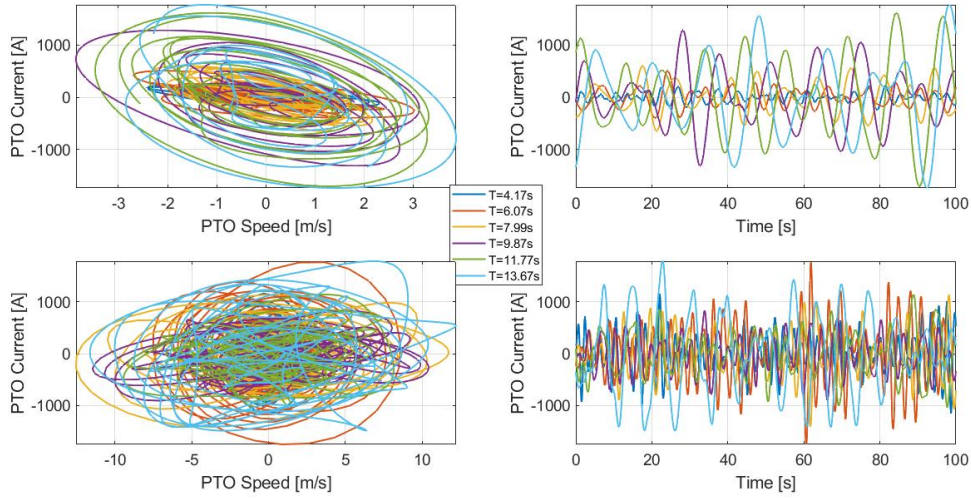 PTO Current [A]
1000
0
-1000
-3
-2
-1
0
1
2
3
PTO Speed [m/s]
PTO Current [A]
1000
0
-1000
0
20
40
60
80
100
Time [s]
T=4.17s
T=6.07s
T=7.99s
T=9.87s
T=11.77s
T=13.67s
PTO Current [A]
1000
0
-1000
-10
-5
0
5
10
PTO Speed [m/s]
PTO Current [A]
1000
0
-1000
0
20
40
60
80
100
Time [s]